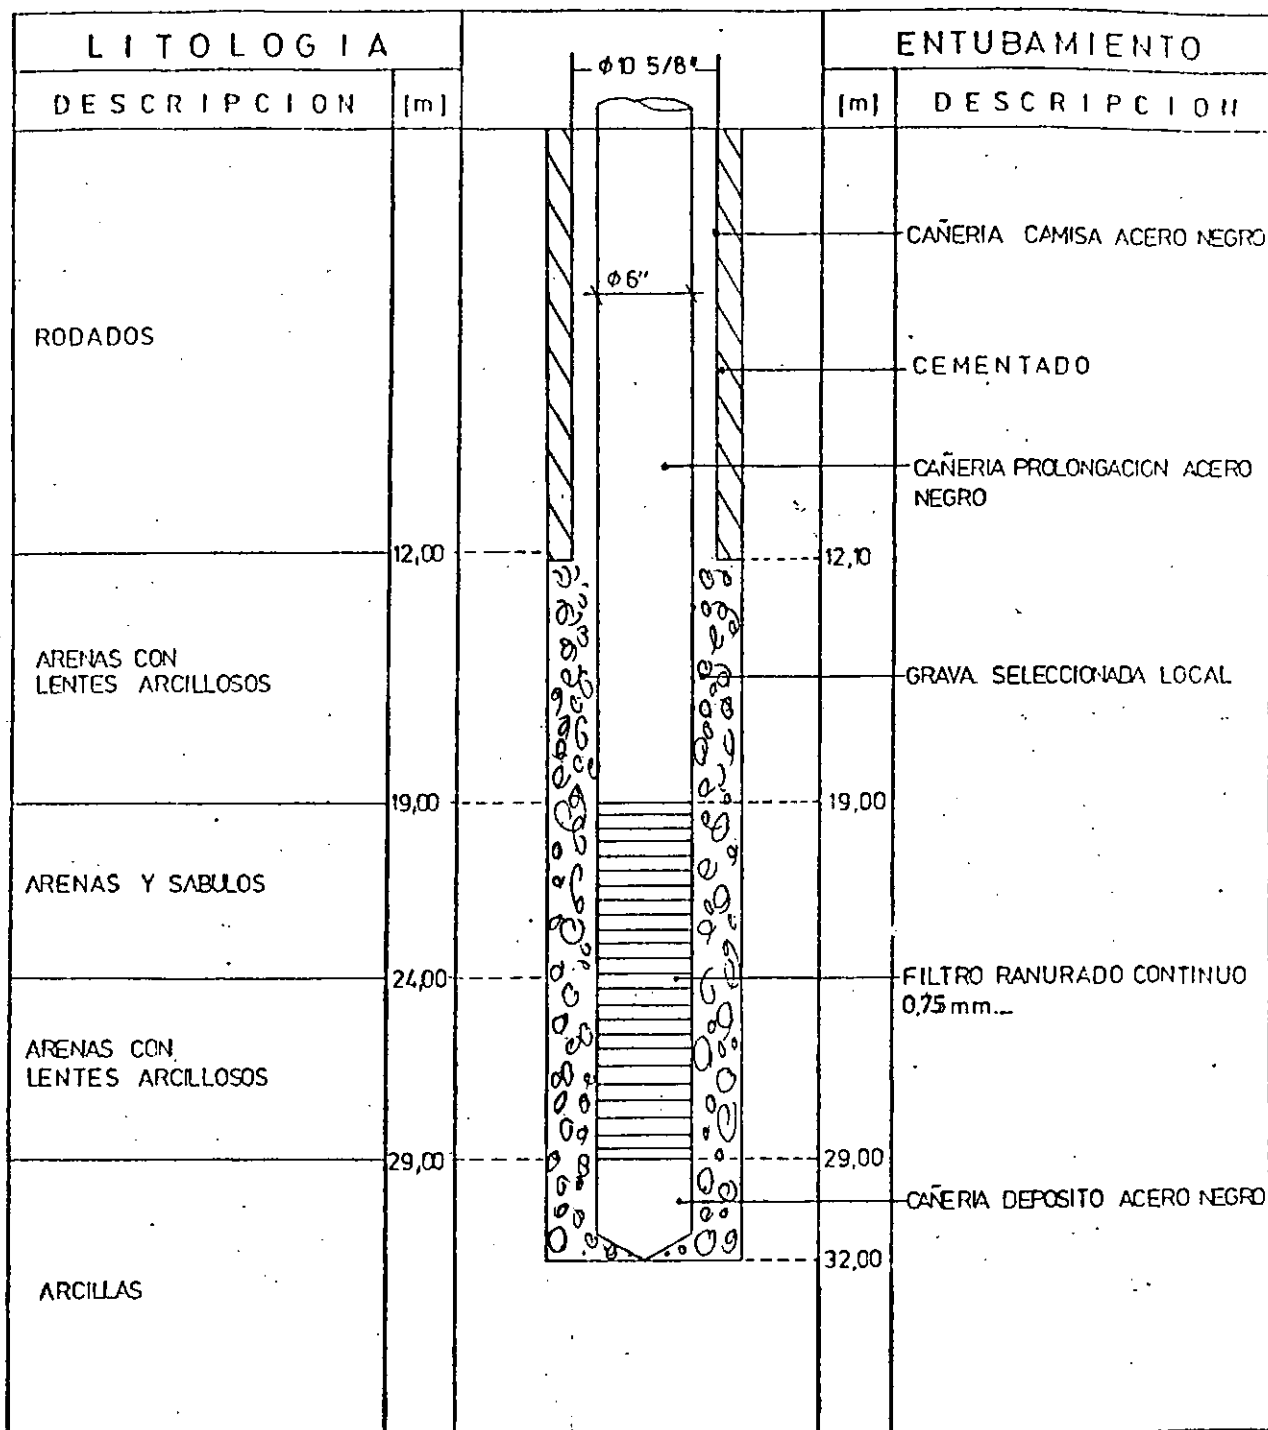 LITOLOGIA
ENTUBAMIENTO
DESCRIPCION
[m]
Ø10 5/8"
[m]
DESCRIPCION
CAÑERIA CAMISA ACERO NEGRO
Ø6"
RODADOS
CEMENTADO
CAÑERIA PROLONGACION ACERO
NEGRO
12,00
12,10
ARENAS CON
LENTES ARCILLOSOS
GRAVA SELECCIONADA LOCAL
19,00
19,00
ARENAS Y SABULOS
24,00
FILTRO RANURADO CONTINUO
0,75 mm.
ARENAS CON
LENTES ARCILLOSOS
29,00
29,00
CAÑERIA DEPOSITO ACERO NEGRO
32,00
ARCILLAS